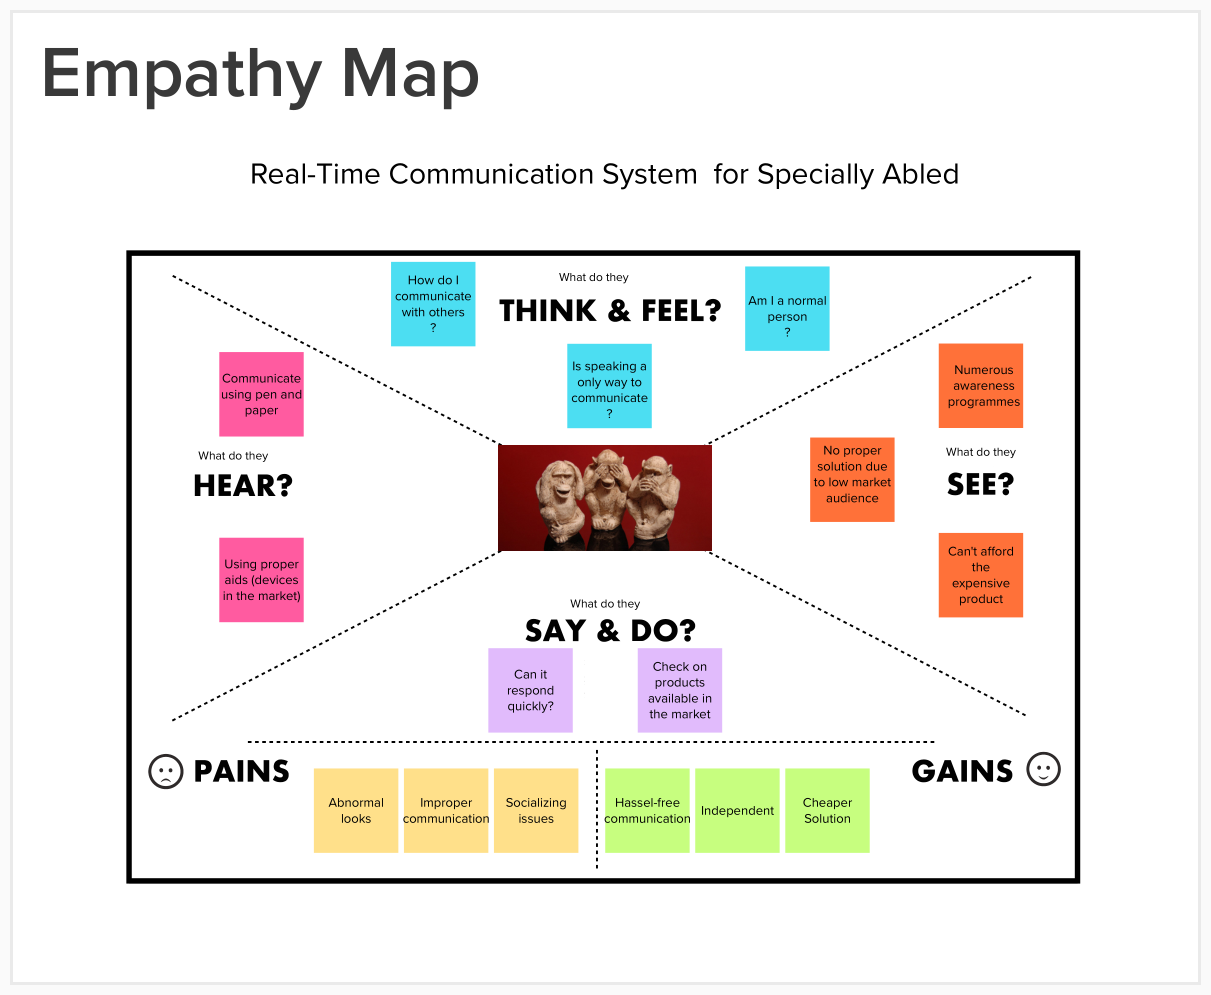 Empathy Map
Real-Time Communication System  for Specially Abled
What do they
THINK & FEEL?
How do I
communicate
with others
?
Am I a normal
person
?
Is speaking a
only way to
communicate
?
Communicate
using pen and
paper
What do they
HEAR?
Using proper
aids (devices
in the market)
Numerous
awareness
programmes
No proper
solution due
to low market
audience
What do they
SEE?
Can't afford
the
expensive
product
What do they
SAY & DO?
Can it
respond
quickly?
Check on
products
available in
the market
PAINS
Abnormal
looks
Improper
communication
Socializing
issues
Hassel-free
communication
Independent
Cheaper
Solution
GAINS